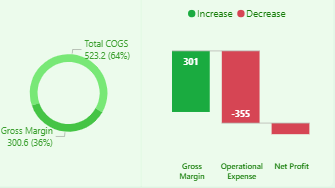 Total COGS
523.2 (64%)
Gross Margin
300.6 (36%)
Increase Decrease
301
-355
Gross
Margin
Operational
Expense
Net Profit